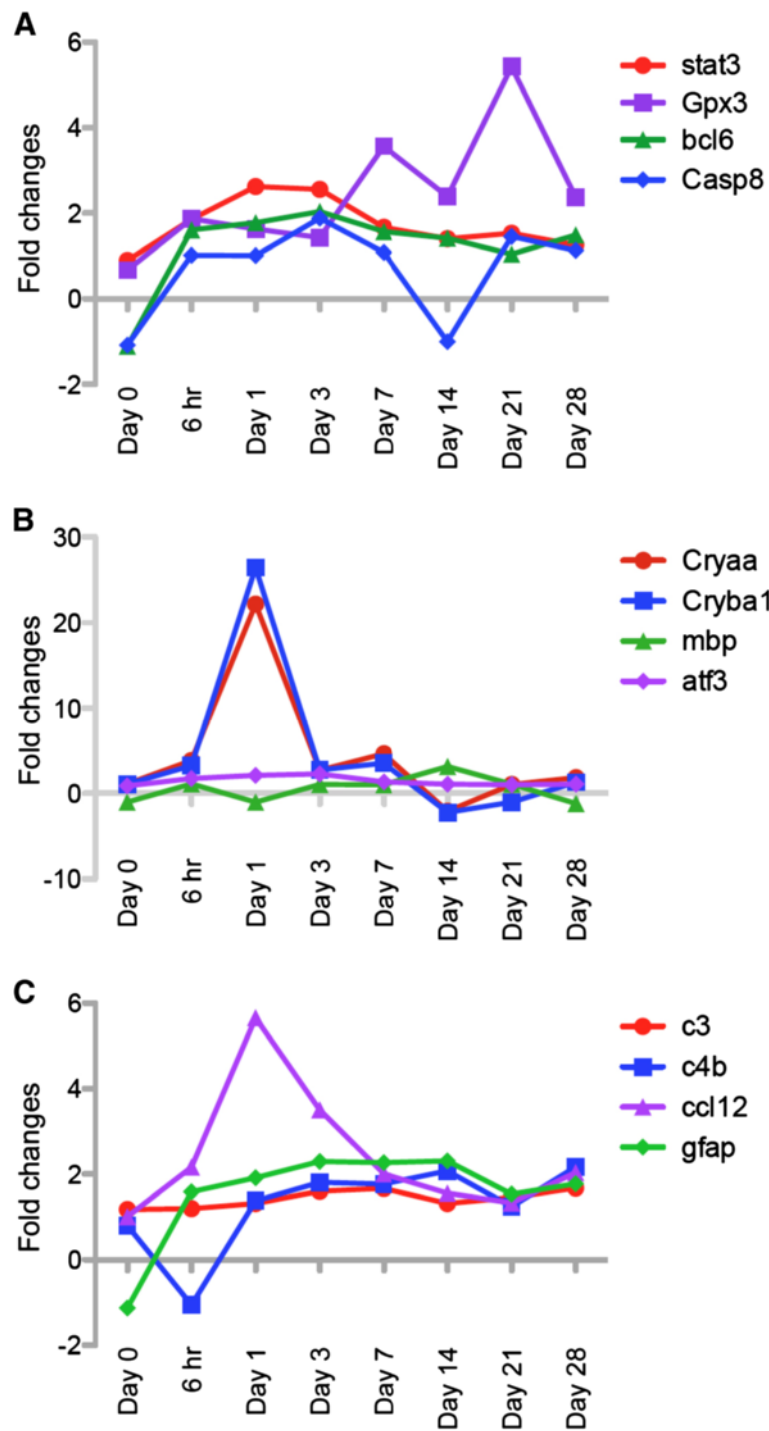 A
6
4
2
0
-2
Fold changes
stat3
Gpx3
bcl6
Casp8
Day 0
6 hr
Day 1
Day 3
Day 7
Day 14
Day 21
Day 28
B
30
20
10
0
-10
Fold changes
Cryaa
Cryba1
mbp
atf3
Day 0
6 hr
Day 1
Day 3
Day 7
Day 14
Day 21
Day 28
C
6
4
2
0
-2
Fold changes
c3
c4b
ccl12
gfap
Day 0
6 hr
Day 1
Day 3
Day 7
Day 14
Day 21
Day 28